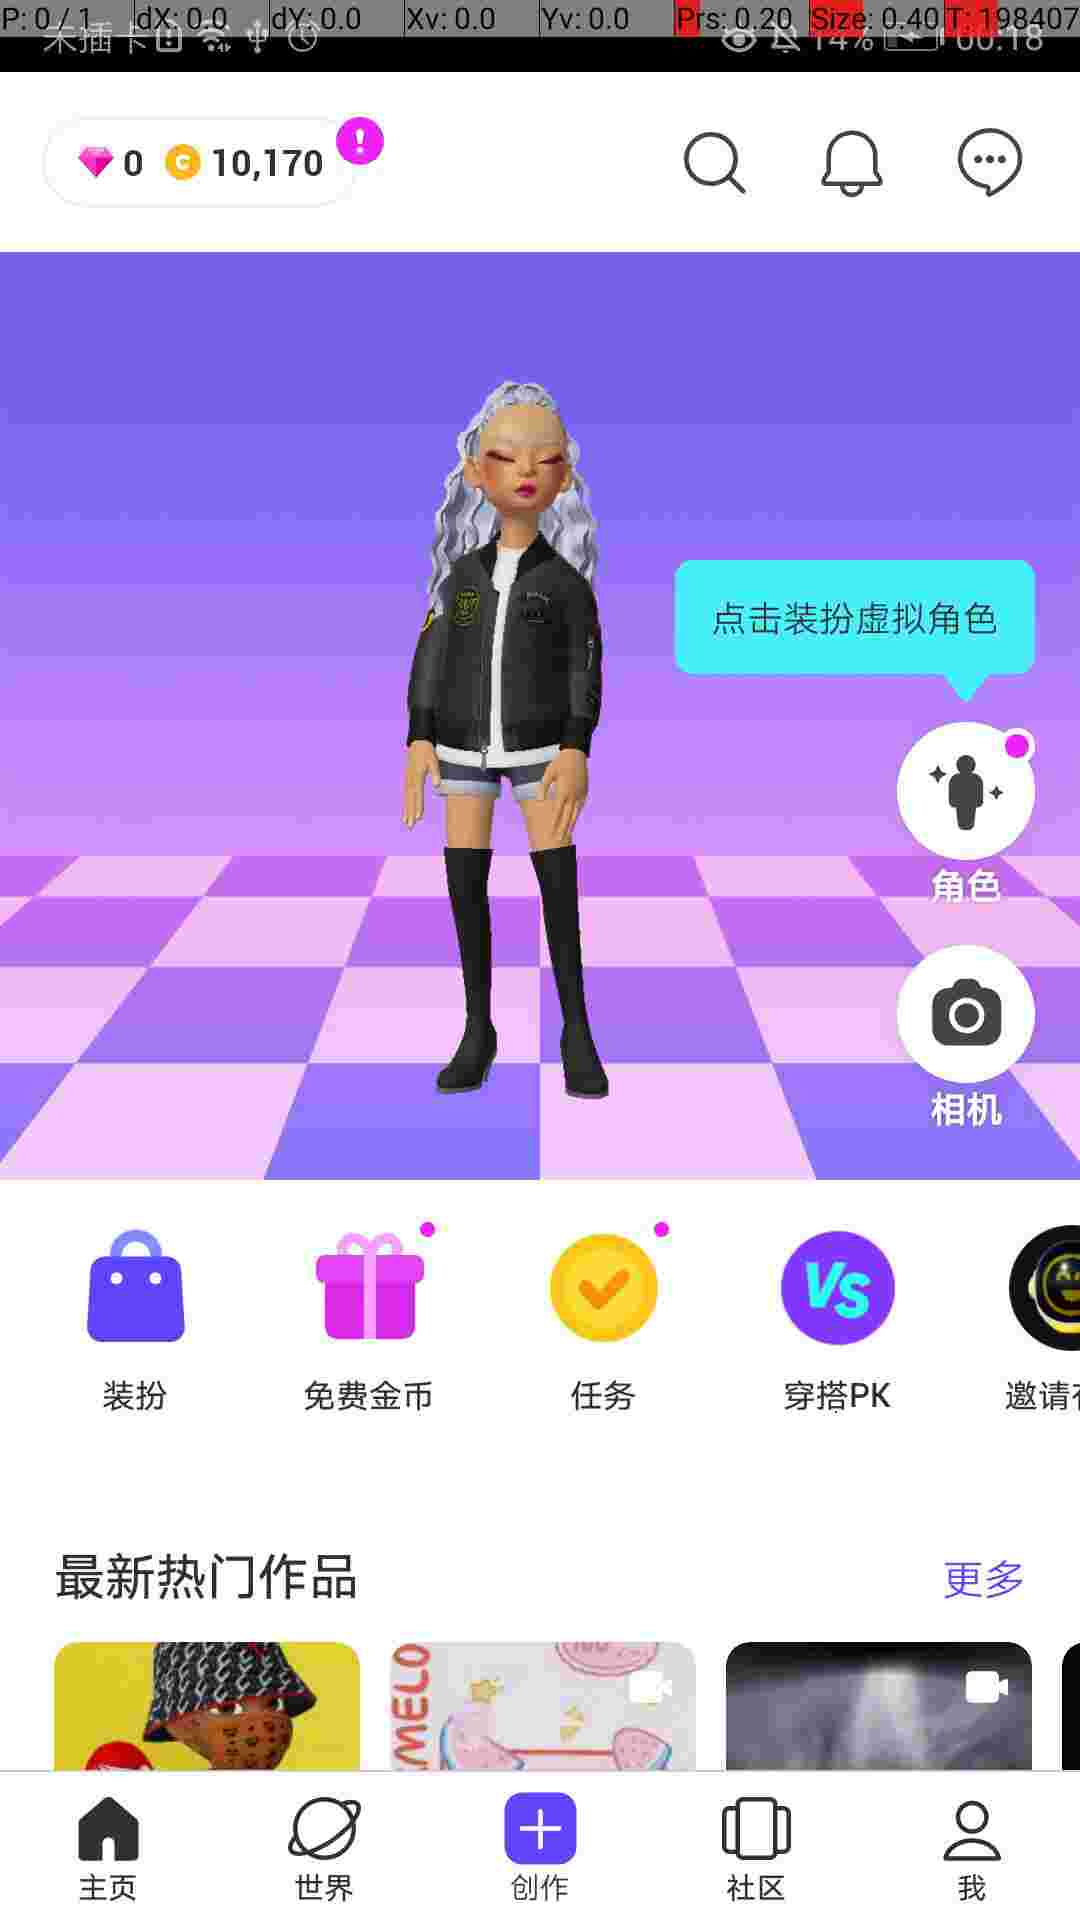 P: 0 / 1 dX: 0.0 dY: 0.0 Xv: 0.0 Yv: 0.0 Prs: 0.20 Size: 0.40 T: 198407
未插卡 14% 00:18
0 10,170
点击装扮虚拟角色
角色
相机
VS
装扮 免费金币 任务 穿搭PK 邀请
最新热门作品 更多
MELO
主页 世界 创作 社区 我